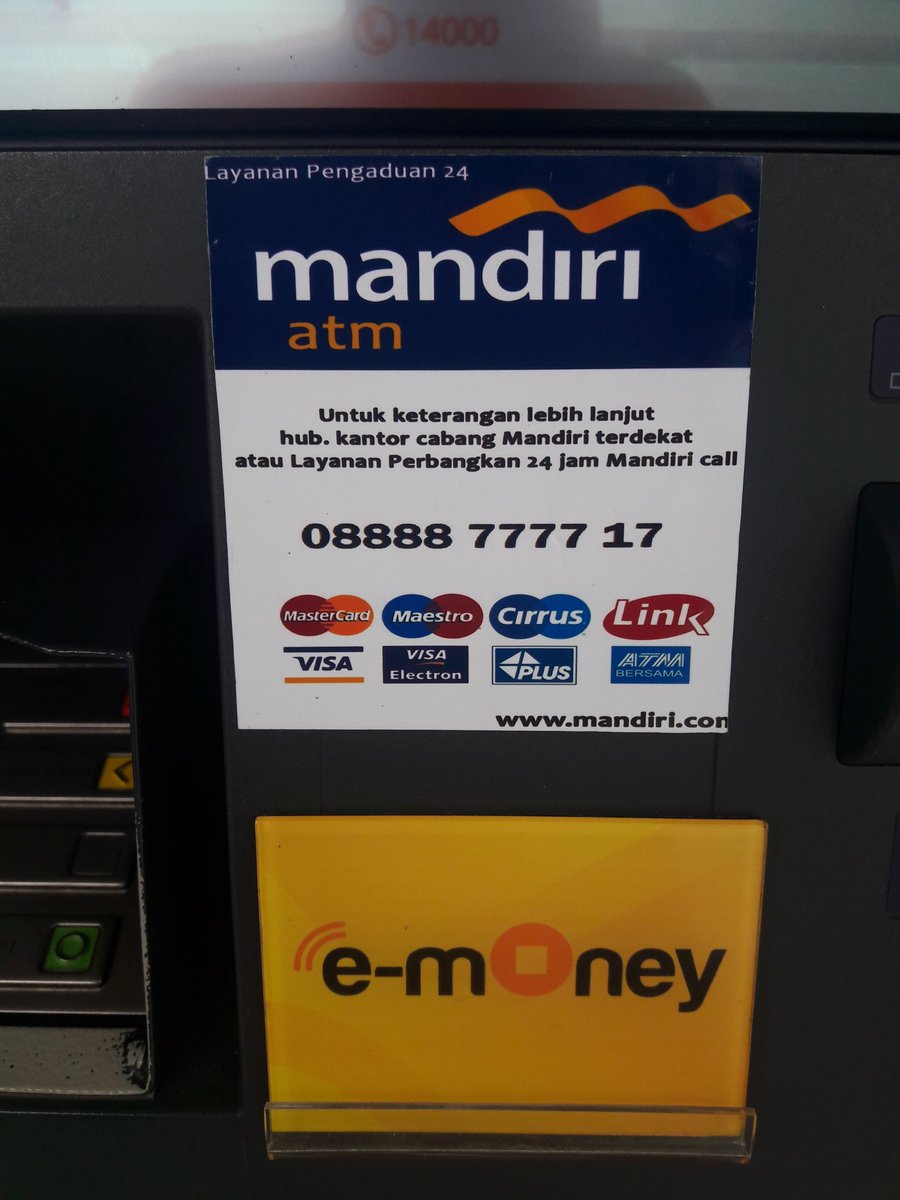 14000
Layanan Pengaduan 24
mandiri
atm
Untuk keterangan lebih lanjut
hub. kantor cabang Mandiri terdekat
atau Layanan Perbangkan 24 jam Mandiri call
08888 7777 17
MasterCard Maestro Cirrus Link
VISA VISA Electron PLUS ATM BERSAMA
www.mandiri.com
e-money